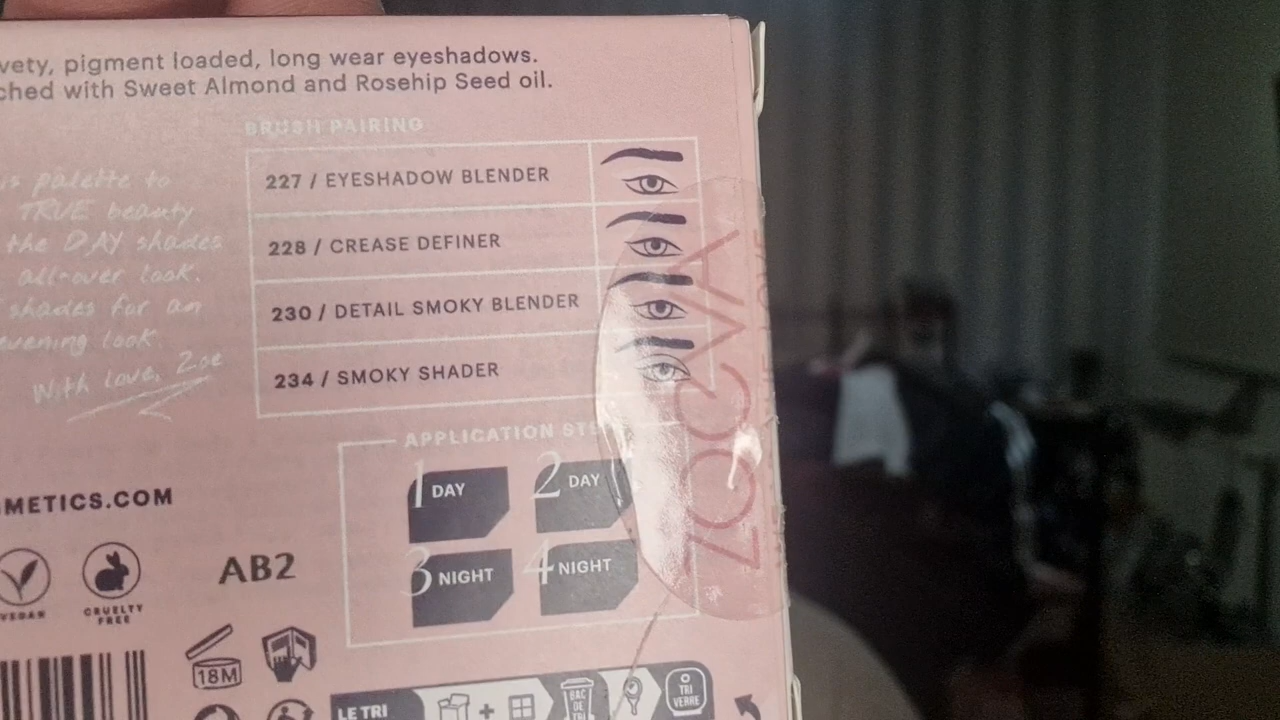 vety, pigment loaded, long wear eyeshadows.
ched with Sweet Almond and Rosehip Seed oil.
BRUSH PAIRING
227 / EYESHADOW BLENDER
228 / CREASE DEFINER
230 / DETAIL SMOKY BLENDER
234 / SMOKY SHADER
is palette to
TRUE beauty
the DAY shades
all-over look.
shades for an
evening look
With love, Zoe
ZOEVA
APPLICATION
1 DAY
2 DAY
3 NIGHT
4 NIGHT
METICS.COM
VEGAN
CRUELTY
FREE
AB2
18M
LE TRI
+
BAC
DE
TRI
TRI
VERRE